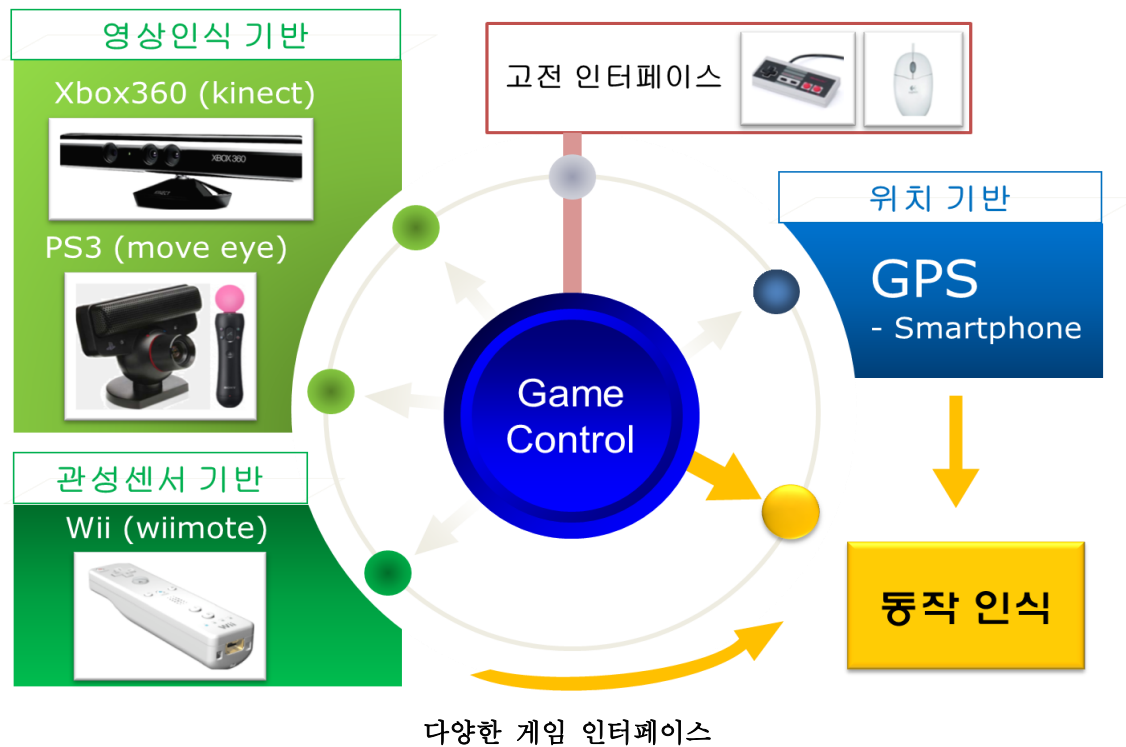 영상인식 기반
Xbox360 (kinect)
XBOX 360
PS3 (move eye)
관성센서 기반
Wii (wiimote)
고전 인터페이스
위치 기반
GPS
- Smartphone
Game
Control
동작 인식
다양한 게임 인터페이스